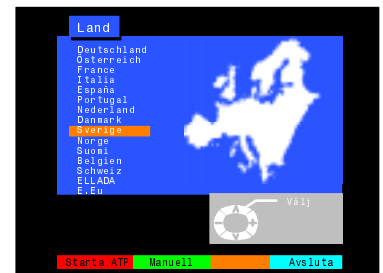 Land
Deutschland
Österreich
France
Italia
España
Portugal
Nederland
Danmark
Sverige
Norge
Suomi
Belgien
Schweiz
ELLADA
E.Eu
Välj
Starta ATP
Manuell
Avsluta